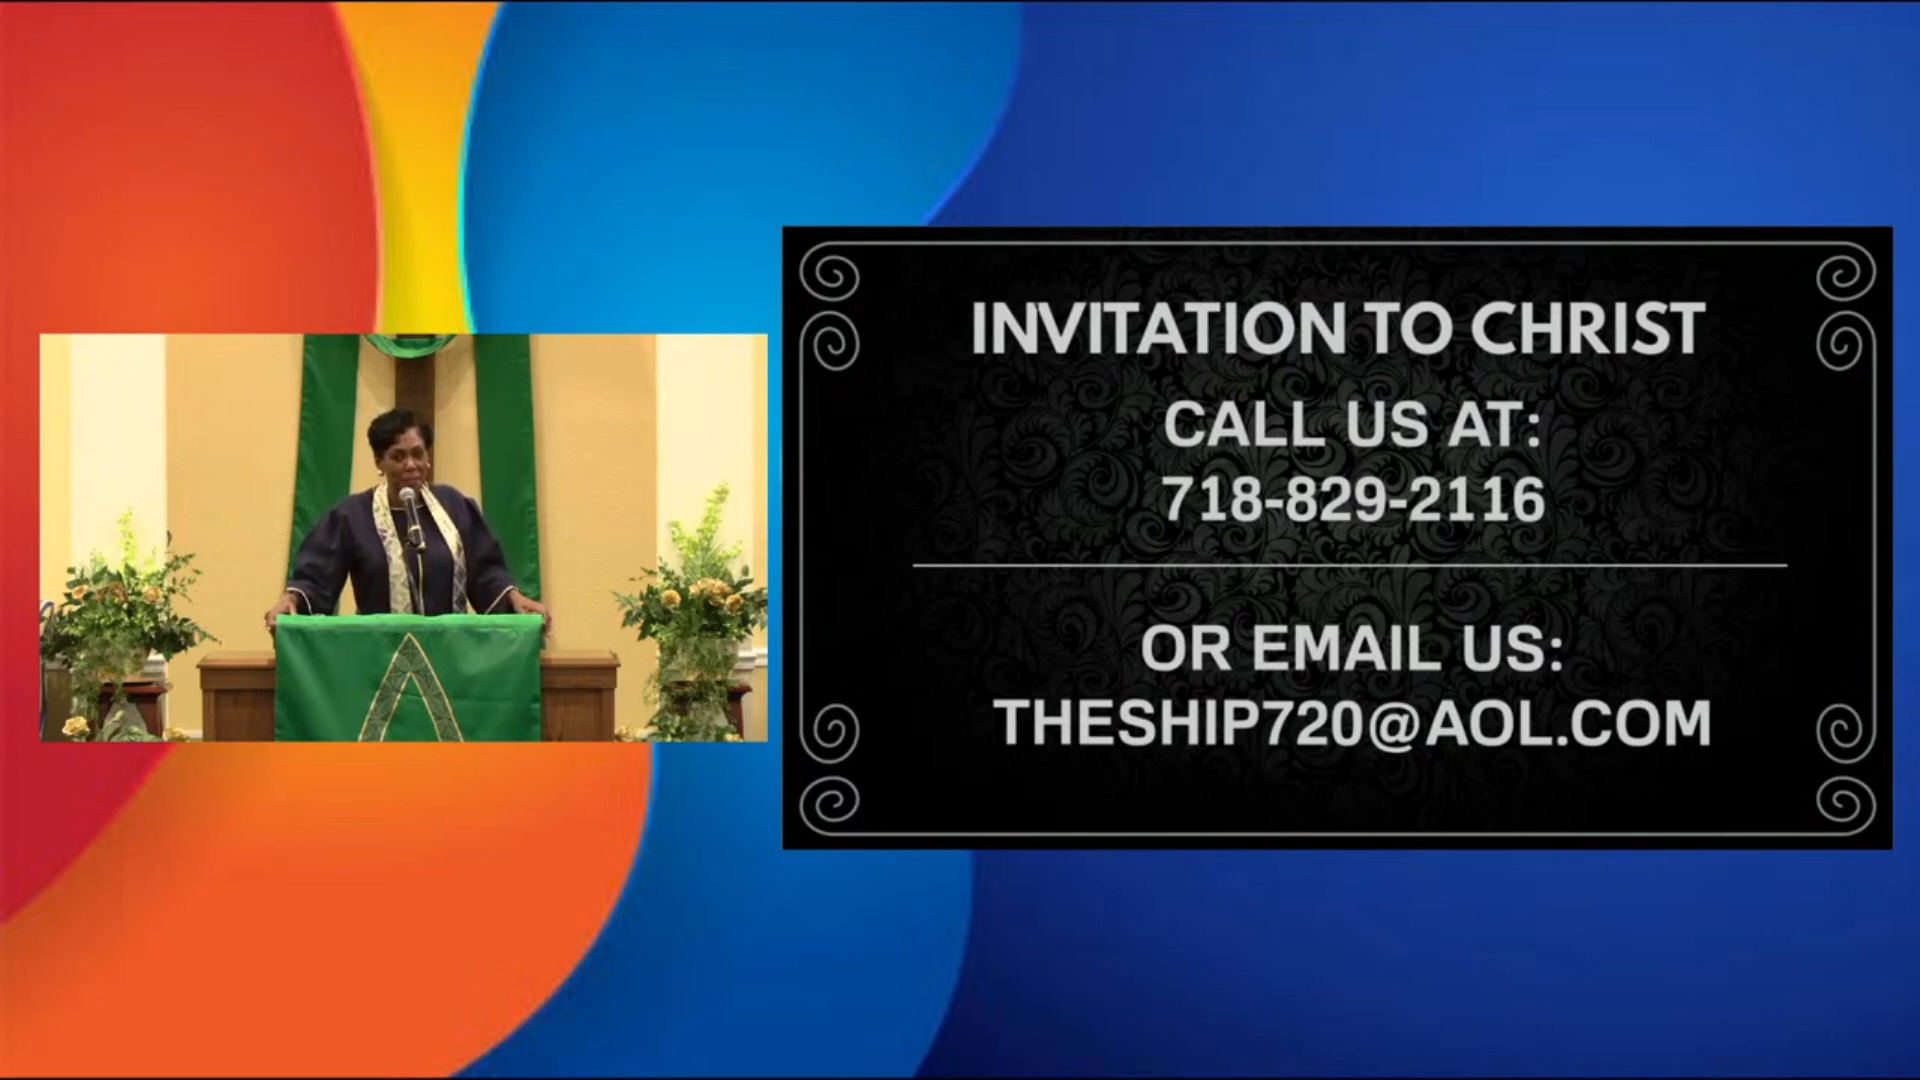 INVITATION TO CHRIST
CALL US AT:
718-829-2116
OR EMAIL US:
THESHIP720@AOL.COM